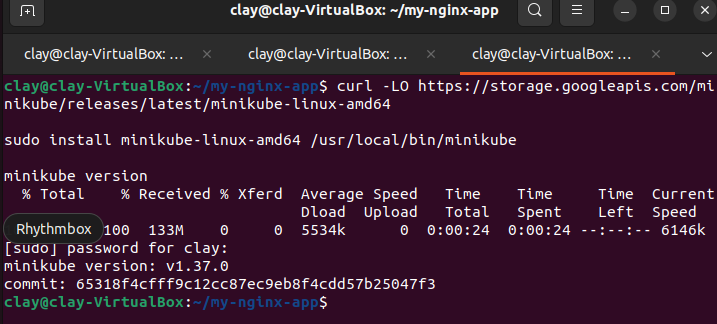 clay@clay-VirtualBox: ~/my-nginx-app
clay@clay-VirtualBox: ...
clay@clay-VirtualBox: ~/...
clay@clay-VirtualBox: ~/...
clay@clay-VirtualBox:~/my-nginx-app$ curl -LO https://storage.googleapis.com/mi
nikube/releases/latest/minikube-linux-amd64
sudo install minikube-linux-amd64 /usr/local/bin/minikube
minikube version
% Total % Received % Xferd Average Speed Time Time Time Current
Dload Upload Total Spent Left Speed
Rhythmbox 100 133M 0 0 5534k 0 0:00:24 0:00:24 --:--:-- 6146k
[sudo] password for clay:
minikube version: v1.37.0
commit: 65318f4cfff9c12cc87ec9eb8f4cdd57b25047f3
clay@clay-VirtualBox:~/my-nginx-app$